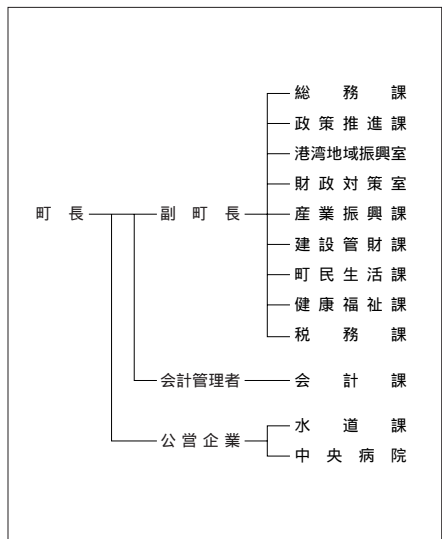 総務課
政策推進課
港湾地域振興室
財政対策室
町長 副町長 産業振興課
建設管財課
町民生活課
健康福祉課
税務課
会計管理者 会計課
水道課
公営企業
中央病院